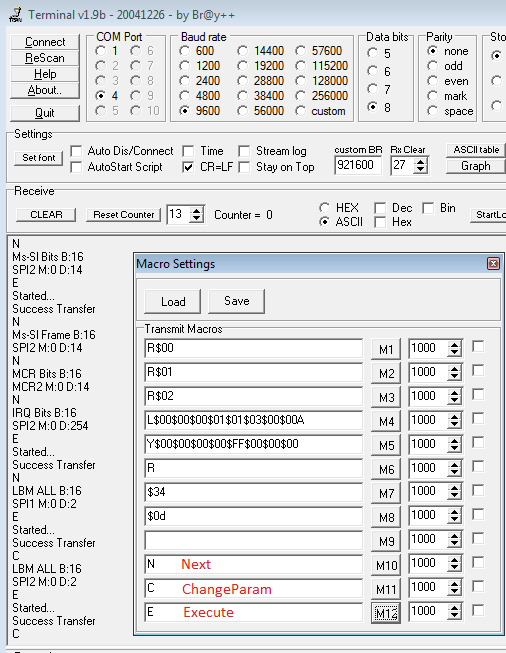 Terminal v1.9b - 20041226 - by Br@y++
Connect
ReScan
Help
About..
Quit
COM Port
1 6
2 7
3 8
4 9
5 10
Baud rate
600 14400 57600
1200 19200 115200
2400 28800 128000
4800 38400 256000
9600 56000 custom
Data bits
5
6
7
8
Parity
none
odd
even
mark
space
Sto
Settings
Set font
Auto Dis/Connect Time Stream log
AutoStart Script CR=LF Stay on Top
custom BR Rx Clear
921600 27
ASCII table
Graph
Receive
CLEAR Reset Counter 13 Counter = 0
HEX Dec Bin
ASCII Hex
StartLo
N
Ms-SI Bits B:16
SPI2 M:0 D:14
E
Started...
Success Transfer
N
Ms-SI Frame B:16
SPI2 M:0 D:14
N
MCR Bits B:16
MCR2 M:0 D:14
N
IRQ Bits B:16
SPI2 M:0 D:254
E
Started...
Success Transfer
N
LBM ALL B:16
SPI1 M:0 D:2
E
Started...
Success Transfer
C
LBM ALL B:16
SPI2 M:0 D:2
E
Started...
Success Transfer
C
Macro Settings
Load Save
Transmit Macros
R$00 M1 1000
R$01 M2 1000
R$02 M3 1000
L$00$00$00$01$01$03$00$00A M4 1000
Y$00$00$00$00$FF$00$00$00 M5 1000
R M6 1000
$34 M7 1000
$0d M8 1000
M9 1000
N Next M10 1000
C ChangeParam M11 1000
E Execute M12 1000